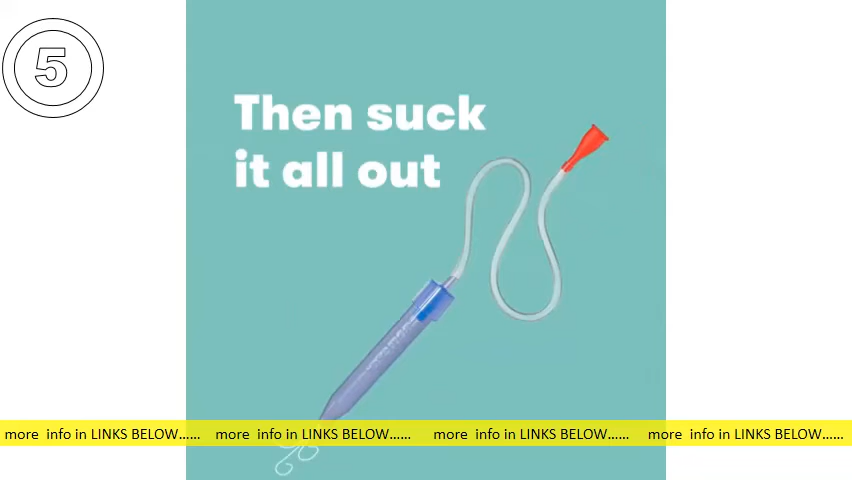 5
Then suck
it all out
more info in LINKS BELOW...... more info in LINKS BELOW...... more info in LINKS BELOW...... more info in LINKS BELOW......